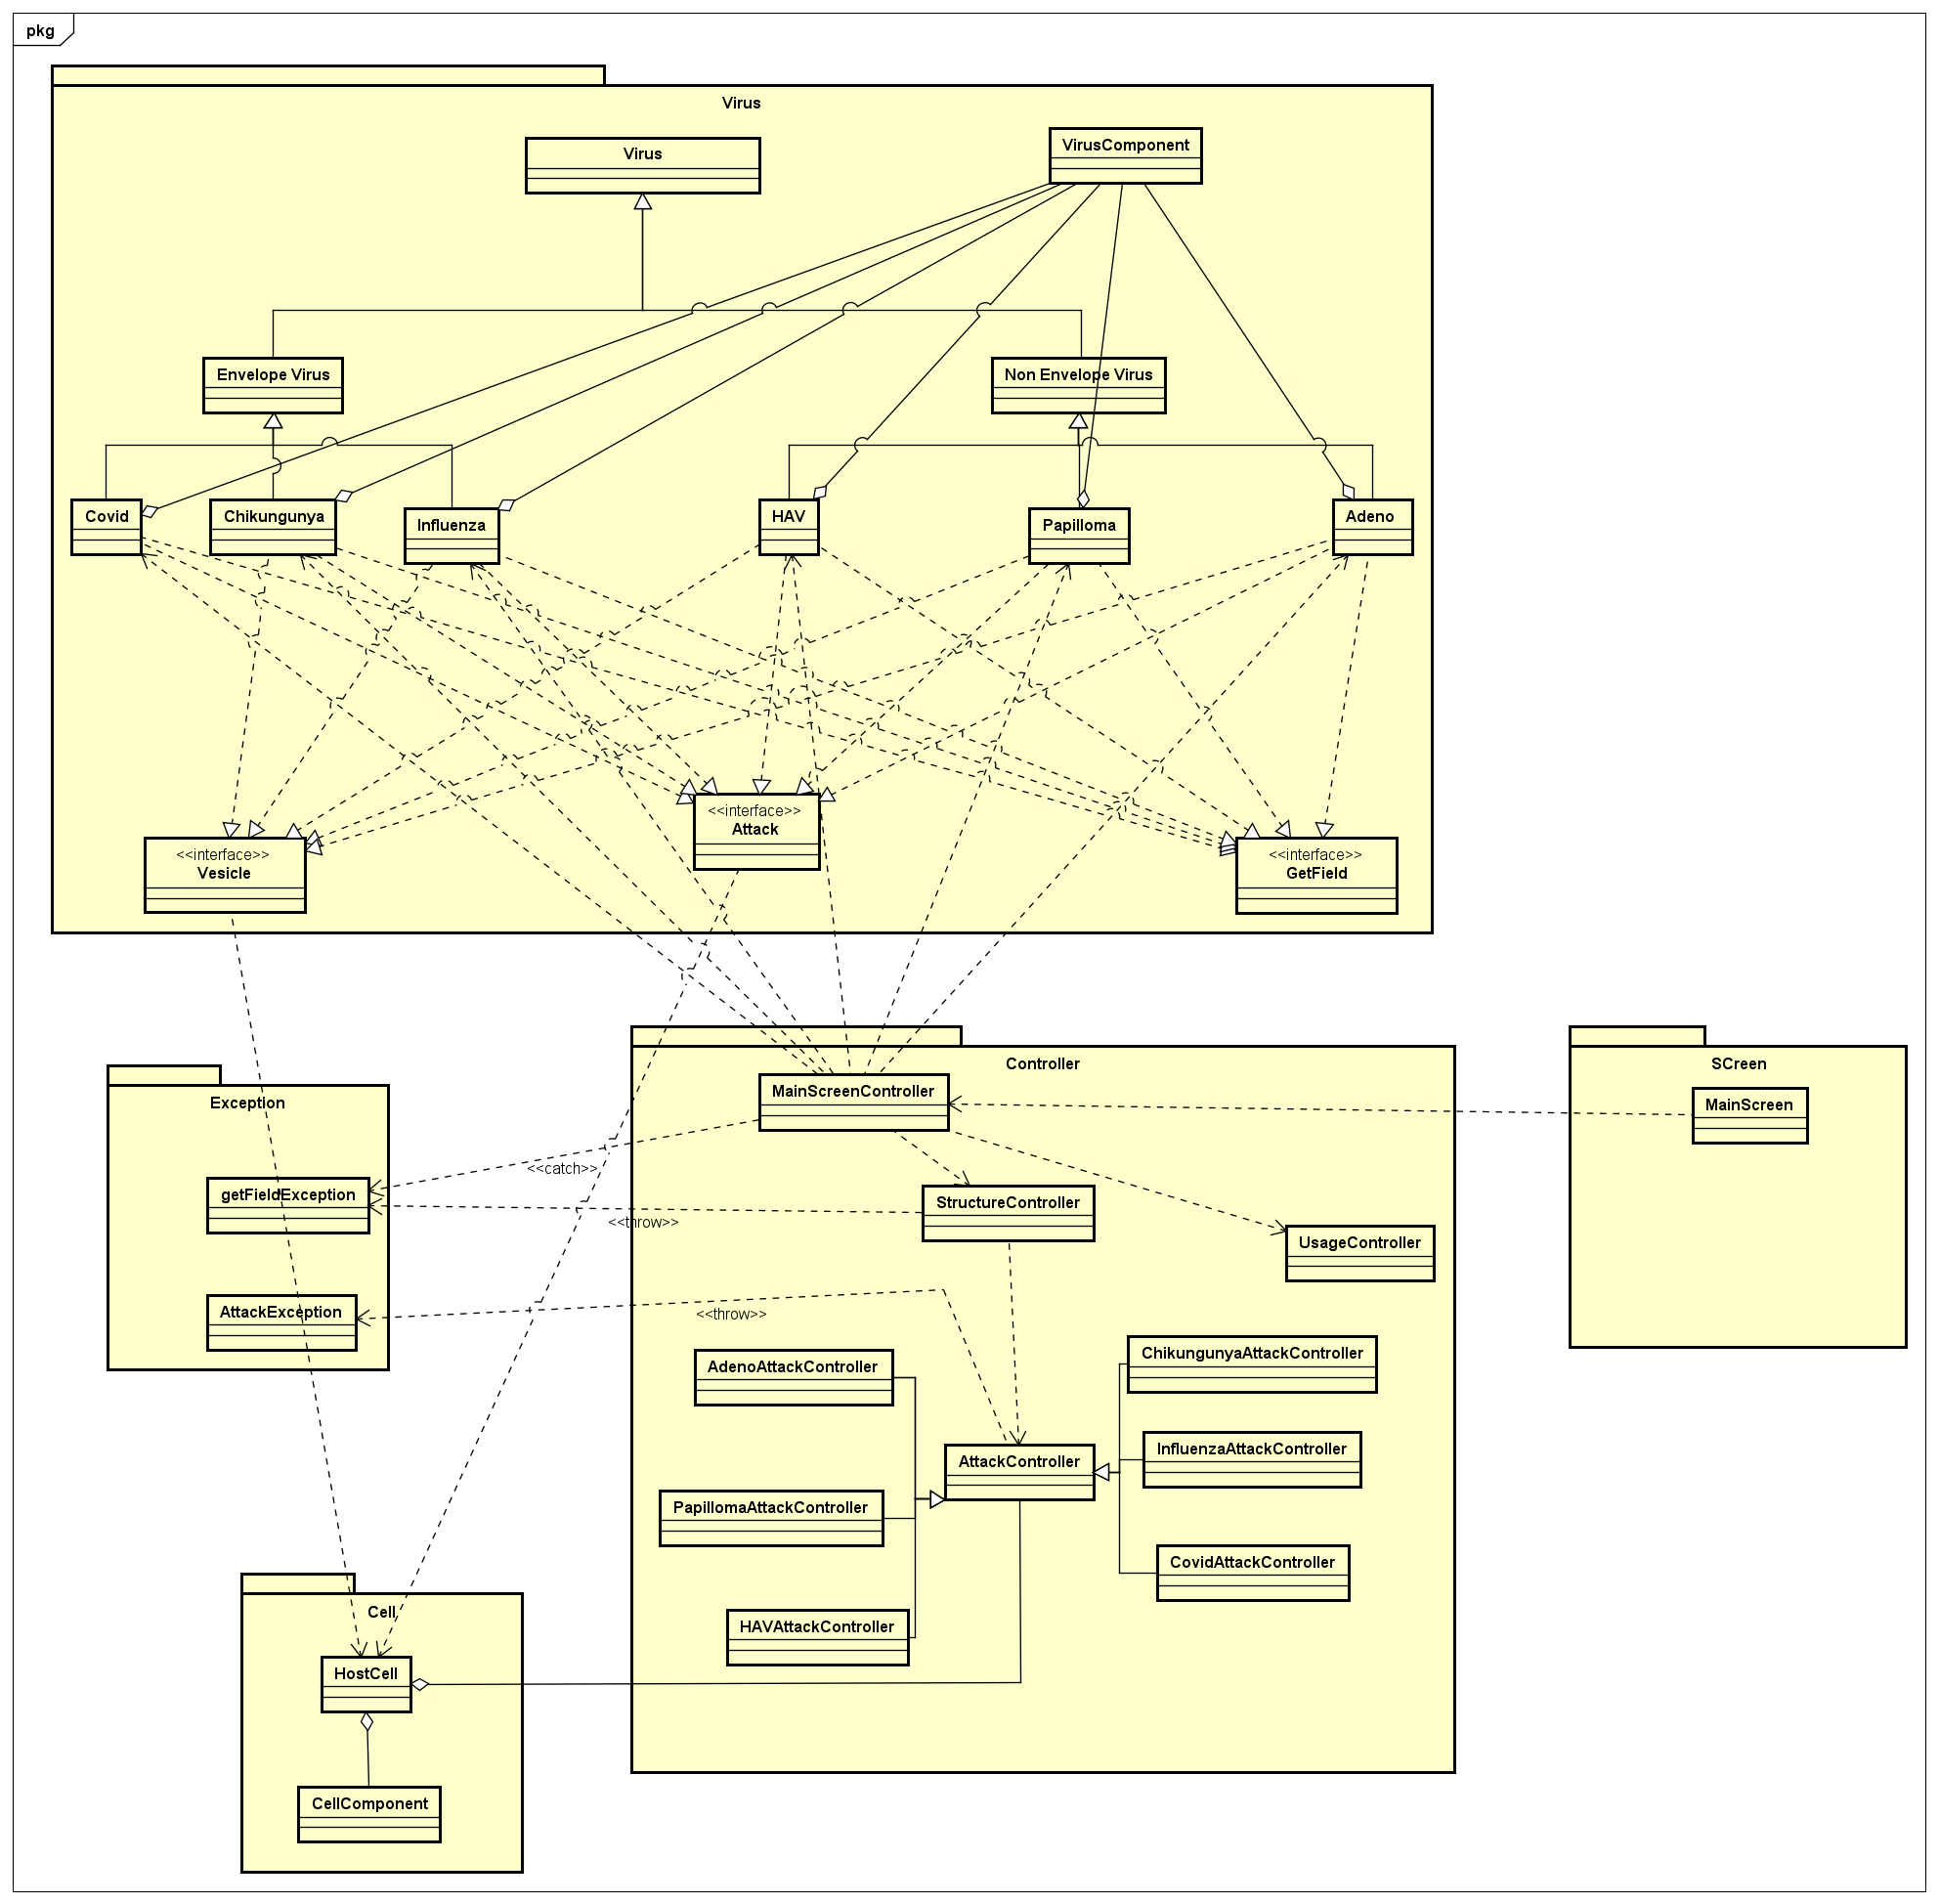 pkg
Virus
Virus
VirusComponent
Envelope Virus
Non Envelope Virus
Covid
Chikungunya
Influenza
HAV
Papilloma
Adeno
<<interface>>
Attack
<<interface>>
Vesicle
<<interface>>
GetField
Controller
SCreen
MainScreenController
MainScreen
Exception
<<catch>>
getFieldException
StructureController
<<throw>>
UsageController
AttackException
<<throw>>
AdenoAttackController
ChikungunyaAttackController
InfluenzaAttackController
AttackController
PapillomaAttackController
CovidAttackController
HAVAttackController
Cell
HostCell
CellComponent